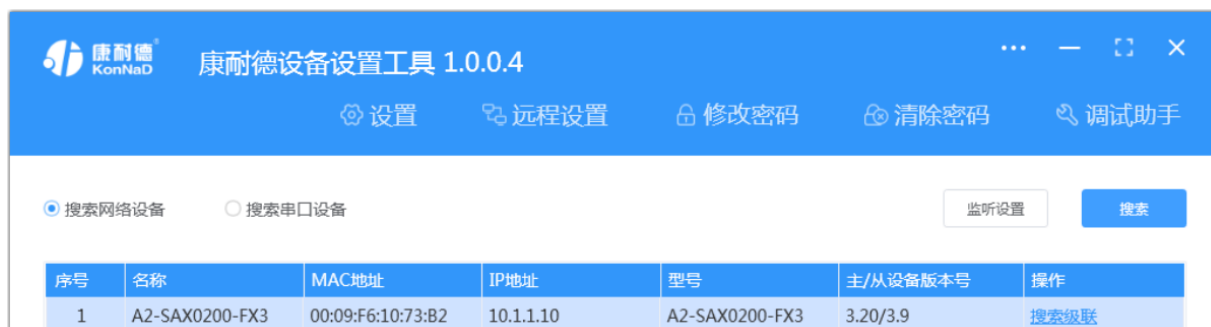 康耐德®
KonNaD
康耐德设备设置工具 1.0.0.4
设置 远程设置 修改密码 清除密码 调试助手
搜索网络设备 搜索串口设备 监听设置 搜索
序号 名称 MAC地址 IP地址 型号 主/从设备版本号 操作
1 A2-SAX0200-FX3 00:09:F6:10:73:B2 10.1.1.10 A2-SAX0200-FX3 3.20/3.9 搜索级联